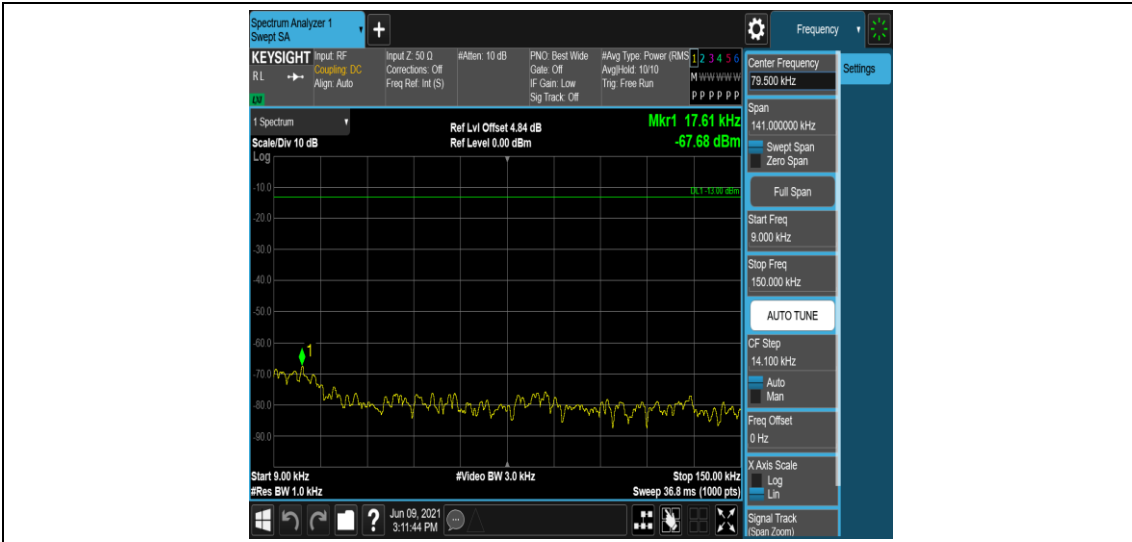 Spectrum Analyzer 1
Swept SA
+
Frequency
KEYSIGHT
RL
LXI
Input: RF
Coupling: DC
Align: Auto
Input Z: 50 Ω
Corrections: Off
Freq Ref: Int (S)
#Atten: 10 dB
PNO: Best Wide
Gate: Off
IF Gain: Low
Sig Track: Off
#Avg Type: Power (RMS
Avg|Hold: 10/10
Trig: Free Run
1 2 3 4 5 6
M W W W W W
P P P P P P
1 Spectrum
Scale/Div 10 dB
Log
Ref Lvl Offset 4.84 dB
Ref Level 0.00 dBm
Mkr1 17.61 kHz
-67.68 dBm
DL1 -13.00 dBm
-10.0
-20.0
-30.0
-40.0
-50.0
-60.0
-70.0
-80.0
-90.0
1
Start 9.00 kHz
#Res BW 1.0 kHz
#Video BW 3.0 kHz
Stop 150.00 kHz
Sweep 36.8 ms (1000 pts)
?
Jun 09, 2021
3:11:44 PM
Center Frequency
79.500 kHz
Span
141.000000 kHz
Swept Span
Zero Span
Full Span
Start Freq
9.000 kHz
Stop Freq
150.000 kHz
AUTO TUNE
CF Step
14.100 kHz
Auto
Man
Freq Offset
0 Hz
X Axis Scale
Log
Lin
Signal Track
(Span Zoom)
Settings